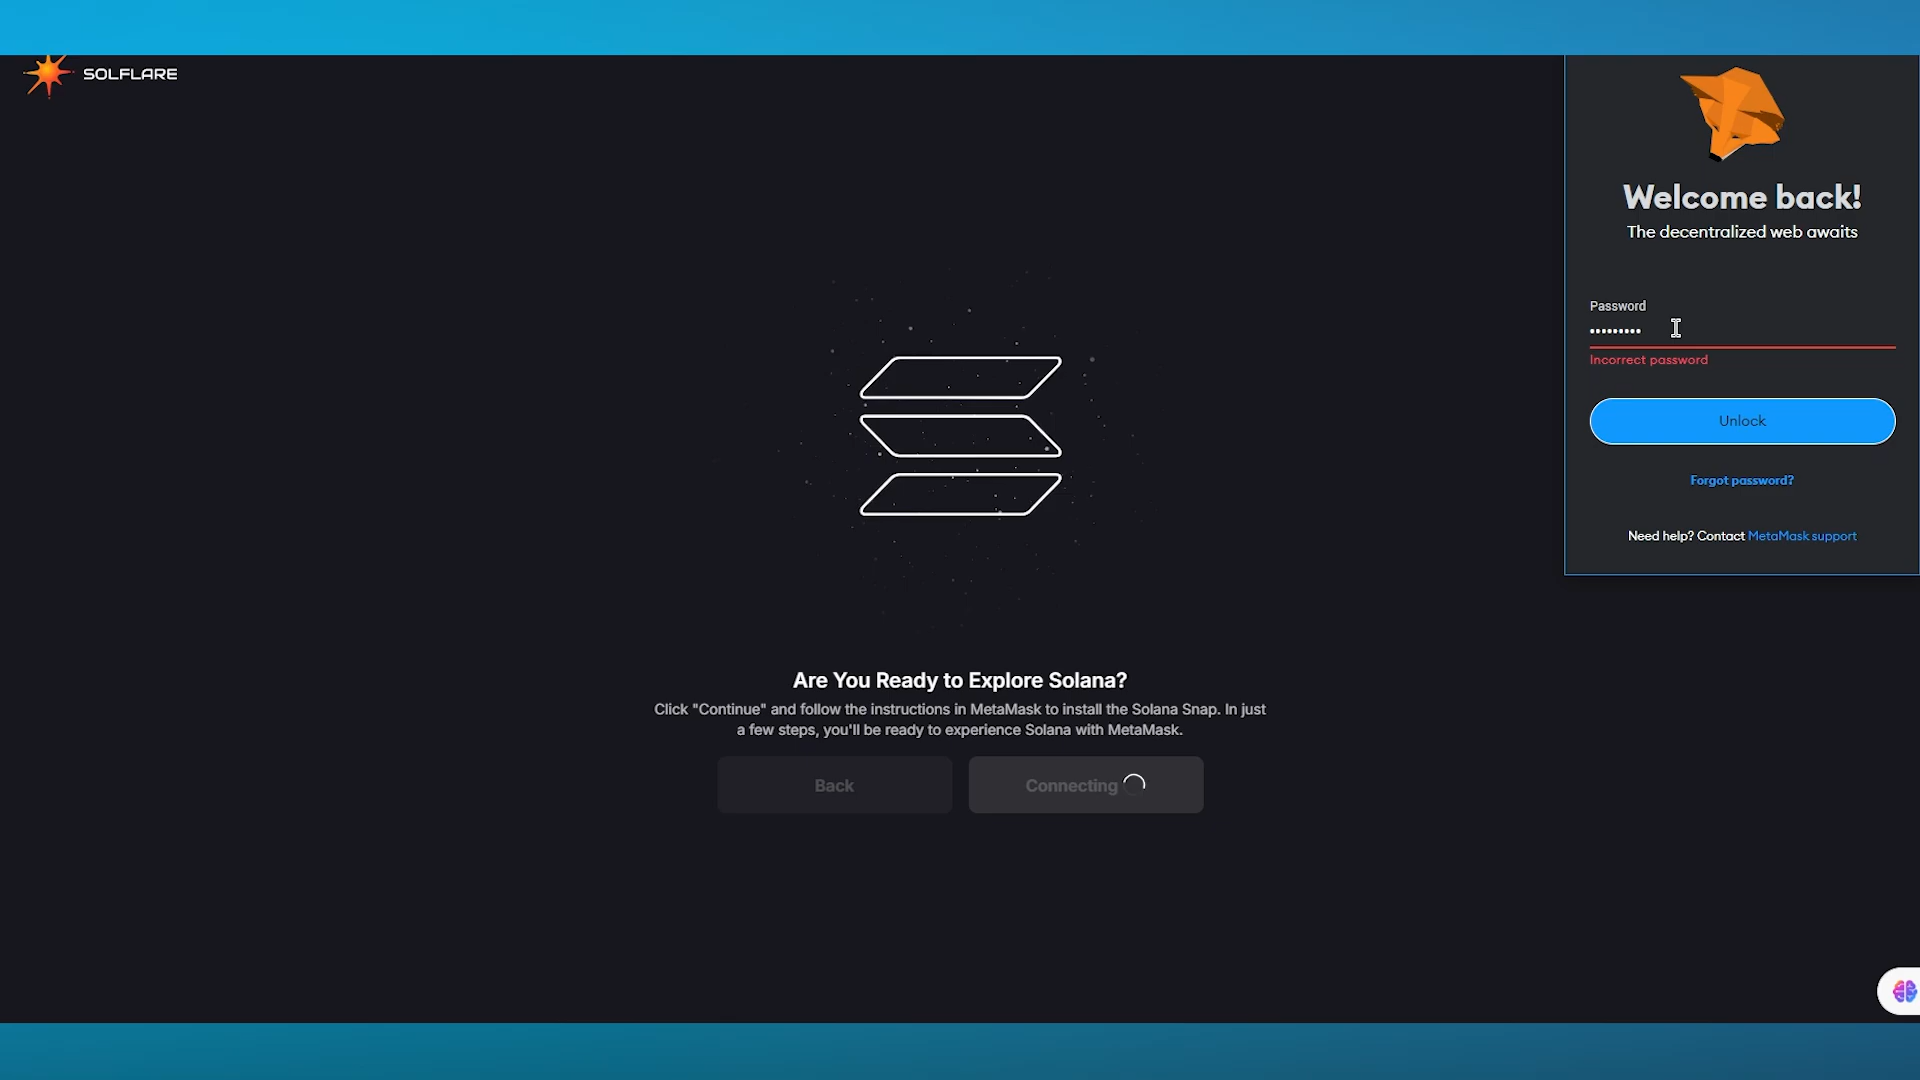 SOLFLARE
Welcome back!
The decentralized web awaits
Password
•••••••••
Incorrect password
Unlock
Forgot password?
Need help? Contact MetaMask support
Are You Ready to Explore Solana?
Click "Continue" and follow the instructions in MetaMask to install the Solana Snap. In just
a few steps, you'll be ready to experience Solana with MetaMask.
Back
Connecting